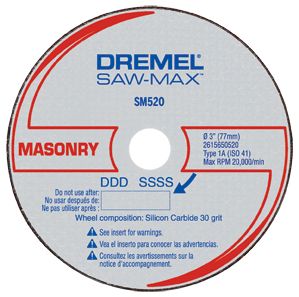 DREMEL
SAW-MAX™
SM520
MASONRY
Ø 3" (77mm)
2615650520
Type 1A (ISO 41)
Max RPM 20,000/min
DDD SSSS
Do not use after:
No usar después de:
Ne pas utiliser après :
Wheel composition: Silicon Carbide 30 grit
See insert for warnings.
Vea el inserto para conocer las advertencias.
Consultez les avertissements sur la
notice d'accompagnement.